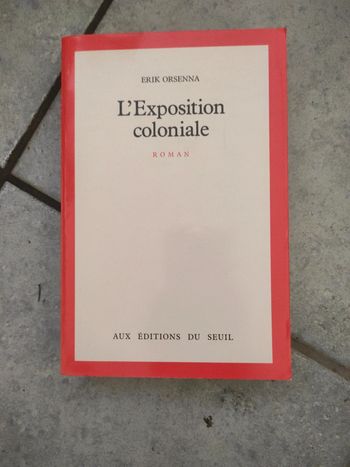 ERIK ORSENNA
L'Exposition
coloniale
ROMAN
AUX ÉDITIONS DU SEUIL